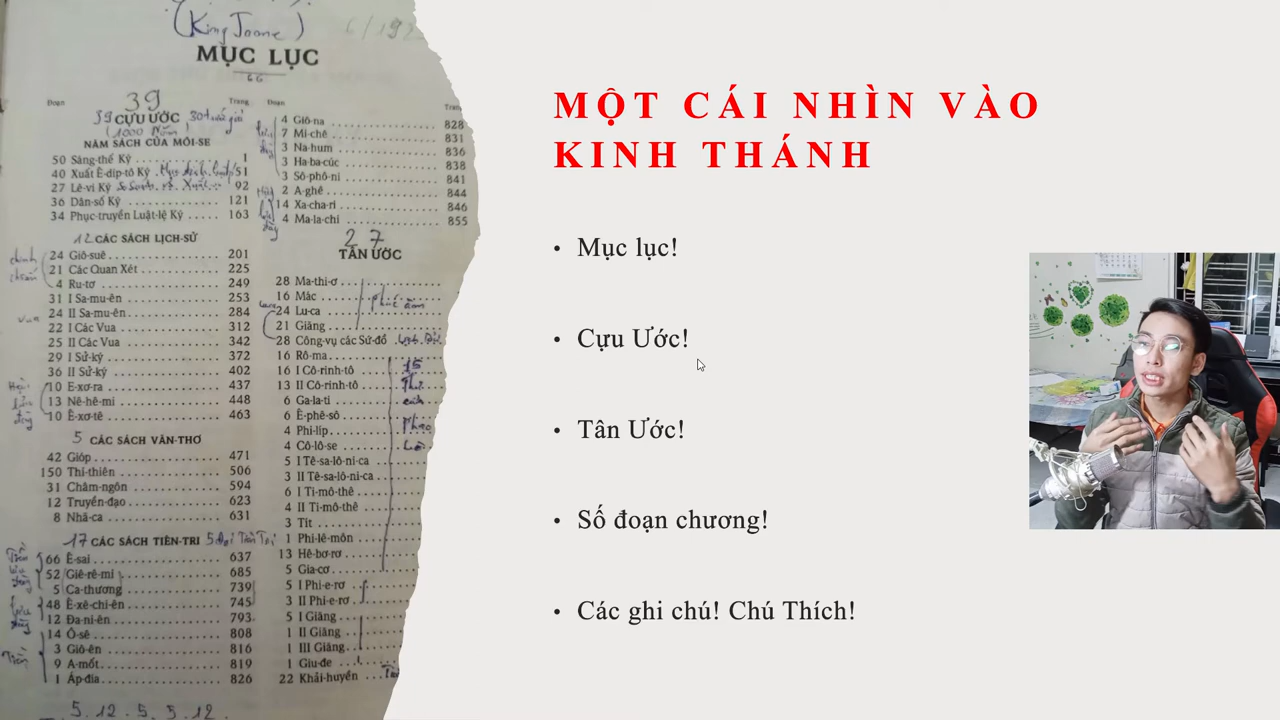 (King Joane)
MỤC LỤC
66
Đoạn Trang
39
39 CỰU ƯỚC
(1000 Năm)
NĂM SÁCH CỦA MÔI-SE
50 Sáng-thế Ký 1
40 Xuất Ê-díp-tô Ký 51
27 Lê-vi Ký 92
36 Dân-số Ký 121
34 Phục-truyền Luật-lệ Ký 163
12 CÁC SÁCH LỊCH-SỬ
24 Giô-suê 201
21 Các Quan Xét 225
4 Ru-tơ 249
31 I Sa-mu-ên 253
24 II Sa-mu-ên 284
22 I Các Vua 312
25 II Các Vua 342
29 I Sử-ký 372
36 II Sử-ký 402
10 E-xơ-ra 437
13 Nê-hê-mi 448
10 Ê-xơ-tê 463
5 CÁC SÁCH VĂN-THƠ
42 Gióp 471
150 Thi-thiên 506
31 Châm-ngôn 594
12 Truyền-đạo 623
8 Nhã-ca 631
17 CÁC SÁCH TIÊN-TRI
66 Ê-sai 637
52 Giê-rê-mi 685
5 Ca-thương 739
48 Ê-xê-chi-ên 745
12 Đa-ni-ên 793
14 Ô-sê 808
3 Giô-ên 816
9 A-mốt 819
1 Áp-đia 826
5.12.5.5.12.
Đoạn Trang
4 Giô-na 828
7 Mi-chê 831
3 Na-hum 836
3 Ha-ba-cúc 838
3 Sô-phô-ni 841
2 A-ghê 844
14 Xa-cha-ri 846
4 Ma-la-chi 855
27
TÂN ƯỚC
28 Ma-thi-ơ
16 Mác
24 Lu-ca
21 Giăng
28 Công-vụ các Sứ-đồ
16 Rô-ma
16 I Cô-rinh-tô
13 II Cô-rinh-tô
6 Ga-la-ti
6 Ê-phê-sô
4 Phi-líp
4 Cô-lô-se
5 I Tê-sa-lô-ni-ca
3 II Tê-sa-lô-ni-ca
6 I Ti-mô-thê
4 II Ti-mô-thê
3 Tít
1 Phi-lê-môn
13 Hê-bơ-rơ
5 Gia-cơ
5 I Phi-e-rơ
3 II Phi-e-rơ
5 I Giăng
1 II Giăng
1 III Giăng
1 Giu-đe
22 Khải-huyền
MỘT CÁI NHÌN VÀO
KINH THÁNH
• Mục lục!
• Cựu Ước!
• Tân Ước!
• Số đoạn chương!
• Các ghi chú! Chú Thích!